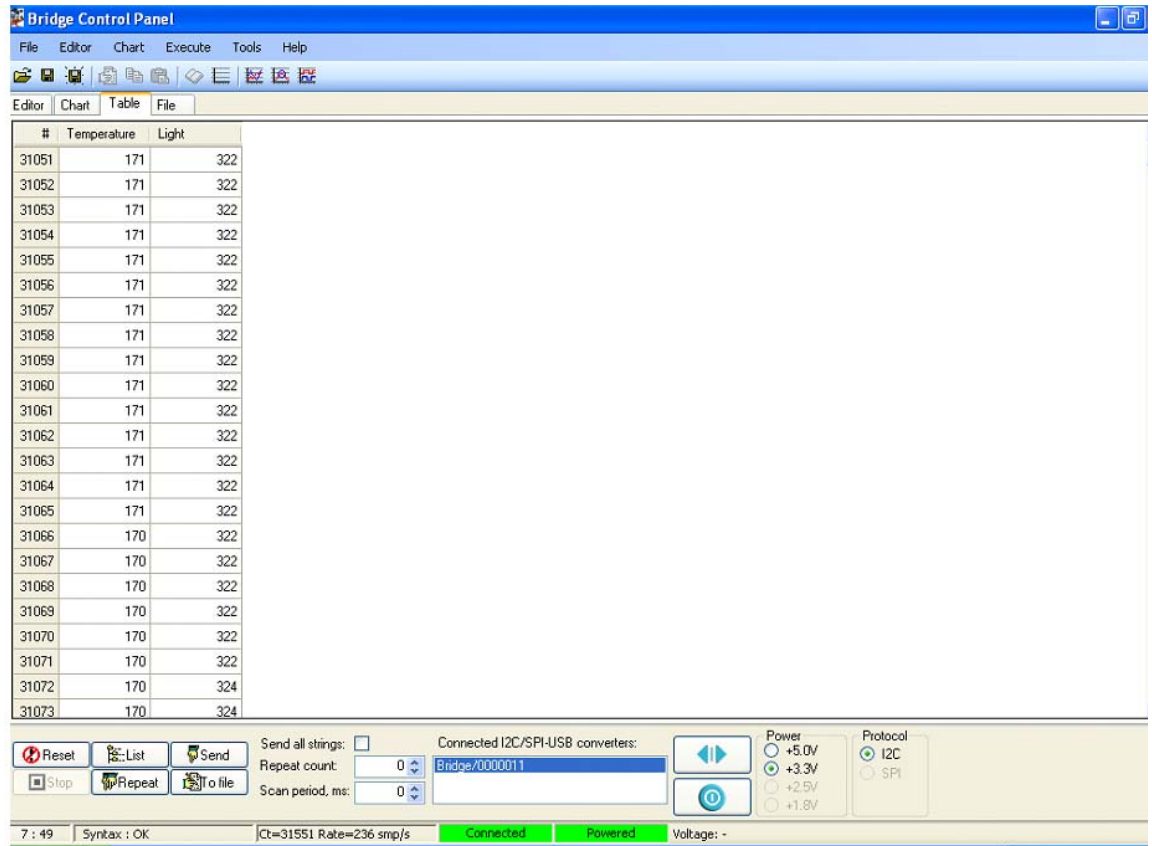 Bridge Control Panel
File Editor Chart Execute Tools Help
Editor Chart Table File
# Temperature Light
31051 171 322
31052 171 322
31053 171 322
31054 171 322
31055 171 322
31056 171 322
31057 171 322
31058 171 322
31059 171 322
31060 171 322
31061 171 322
31062 171 322
31063 171 322
31064 171 322
31065 171 322
31066 170 322
31067 170 322
31068 170 322
31069 170 322
31070 170 322
31071 170 322
31072 170 324
31073 170 324
Reset List Send
Stop Repeat To file
Send all strings:
Repeat count: 0
Scan period, ms: 0
Connected I2C/SPI-USB converters:
Bridge/0000011
Power
+5.0V
+3.3V
+2.5V
+1.8V
Protocol
I2C
SPI
7 : 49 Syntax : OK Ct=31551 Rate=236 smp/s Connected Powered Voltage: -